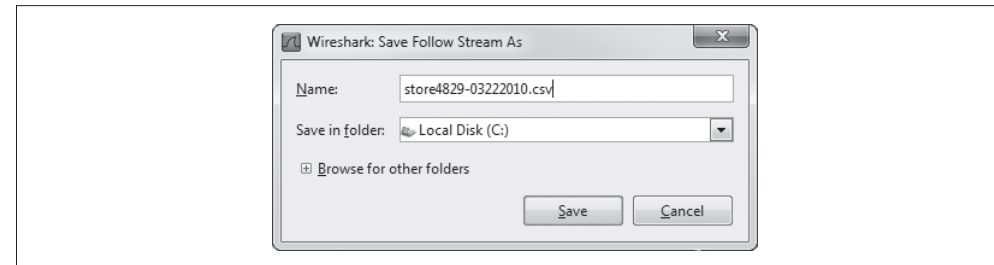 Wireshark: Save Follow Stream As
Name: store4829-03222010.csv
Save in folder: Local Disk (C:)
Browse for other folders
Save Cancel